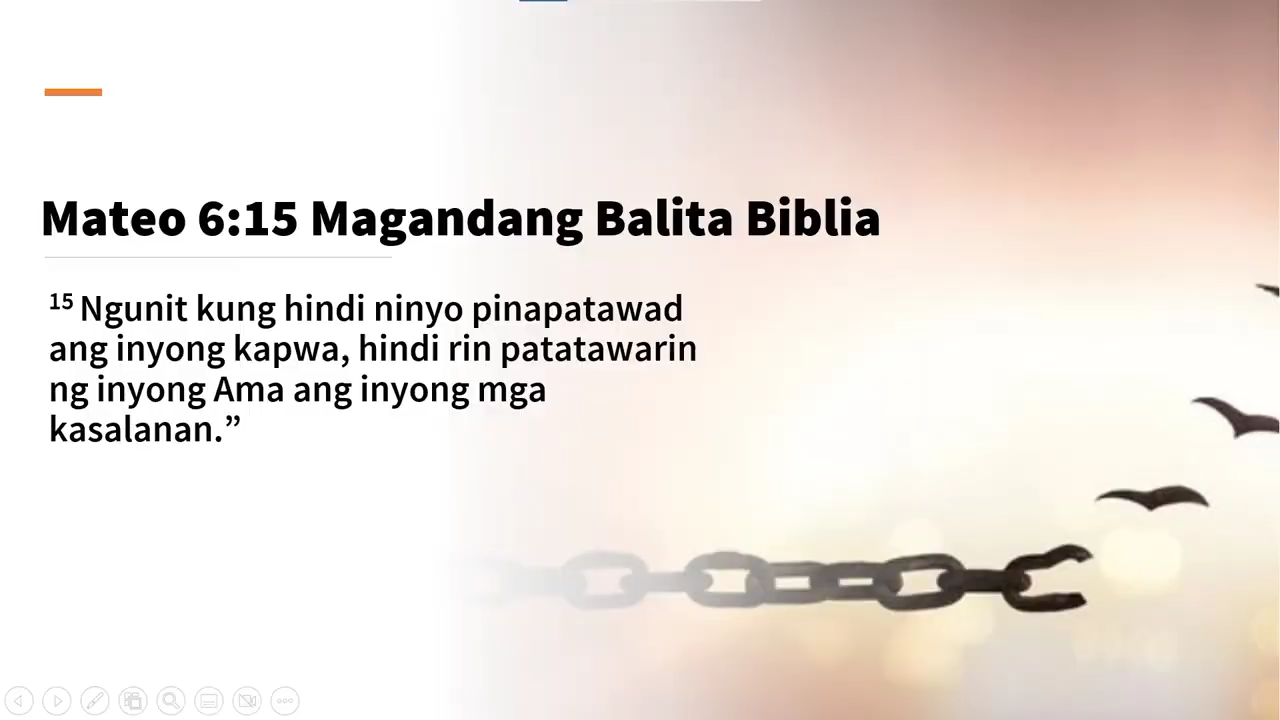 Mateo 6:15 Magandang Balita Biblia
15 Ngunit kung hindi ninyo pinapatawad
ang inyong kapwa, hindi rin patatawarin
ng inyong Ama ang inyong mga
kasalanan.”